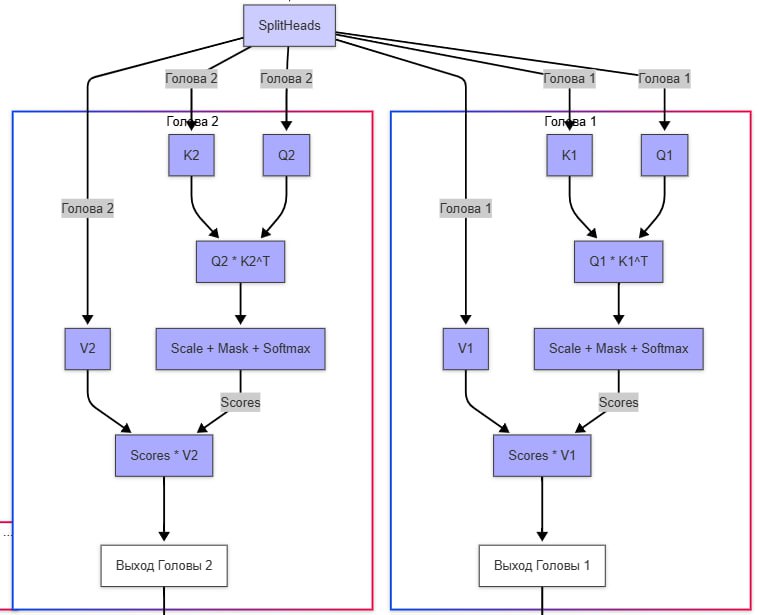 SplitHeads
Голова 2
Голова 2
Голова 1
Голова 1
Голова 2
Голова 1
K2
Q2
K1
Q1
Голова 2
Голова 1
Q2 * K2^T
Q1 * K1^T
V2
Scale + Mask + Softmax
V1
Scale + Mask + Softmax
Scores
Scores
Scores * V2
Scores * V1
...
Выход Головы 2
Выход Головы 1